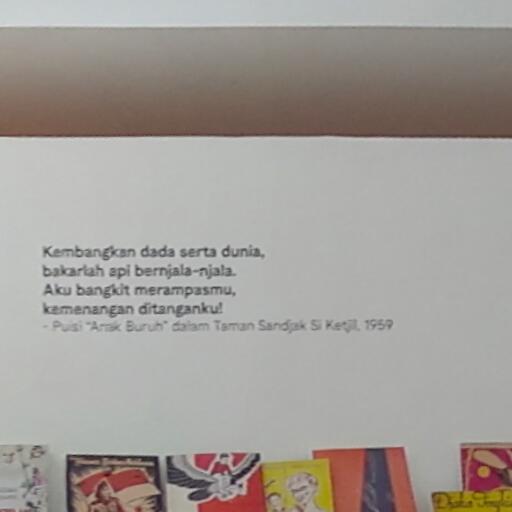 Kembangkan dada serta dunia,
bakarlah api bernjala-njala.
Aku bangkit merampasmu,
kemenangan ditanganku!
- Puisi "Anak Buruh" dalam Taman Sandjak Si Ketjil, 1959